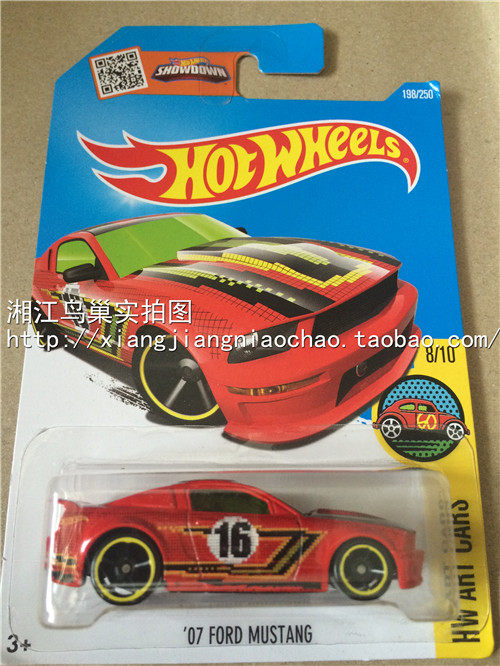 SHOWDOWN
198/250
HOT WHEELS
湘江鸟巢实拍图
http://xiangjiangniaochao.taobao.com/
8/10
60
HW ART CARS
16
'07 FORD MUSTANG
3+